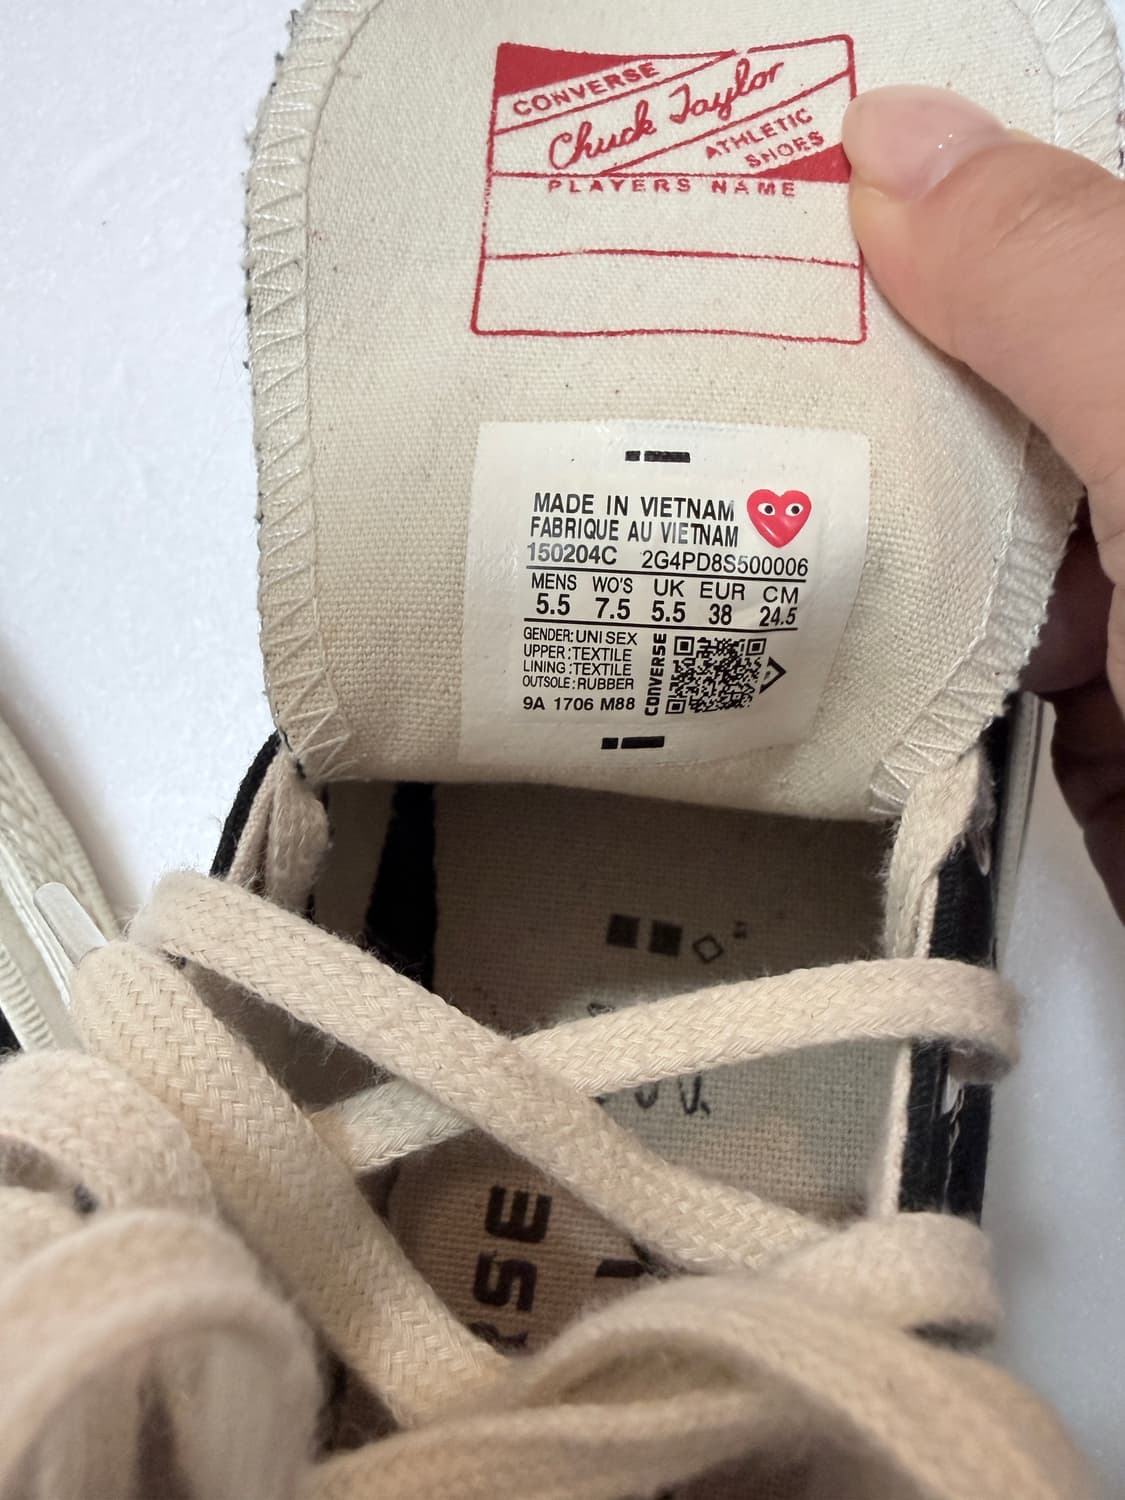 CONVERSE
Chuck Taylor
ATHLETIC
SHOES
PLAYERS NAME
MADE IN VIETNAM
FABRIQUE AU VIETNAM
150204C 2G4PD8S500006
MENS WO'S UK EUR CM
5.5 7.5 5.5 38 24.5
GENDER: UNISEX
UPPER: TEXTILE
LINING: TEXTILE
OUTSOLE: RUBBER
9A 1706 M88
CONVERSE
RSE